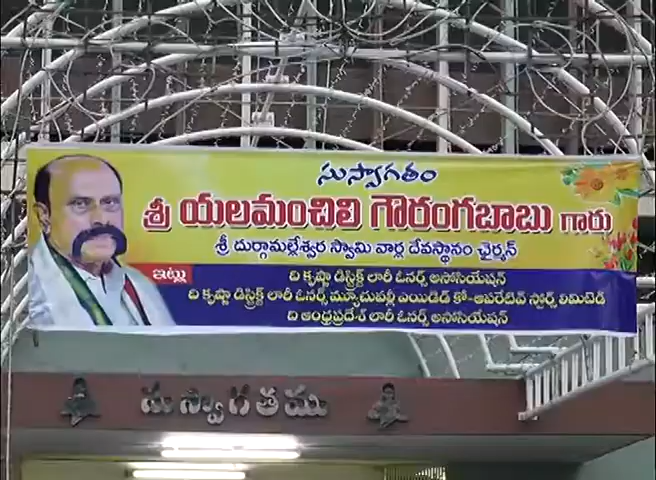 సుస్వాగతం
శ్రీ యలమంచిలి గౌరంగబాబు గారు
శ్రీ దుర్గామల్లేశ్వర స్వామి వార్ల దేవస్థానం ఛైర్మన్
ఇట్లు
ది కృష్ణా డిస్ట్రిక్ట్ లారీ ఓనర్స్ అసోసియేషన్
ది కృష్ణా డిస్ట్రిక్ట్ లారీ ఓనర్స్ మ్యూచువల్లీ ఎయిడెడ్ కో-ఆపరేటివ్ స్టోర్స్ లిమిటెడ్
ది ఆంధ్రప్రదేశ్ లారీ ఓనర్స్ అసోసియేషన్
సుస్వాగతం